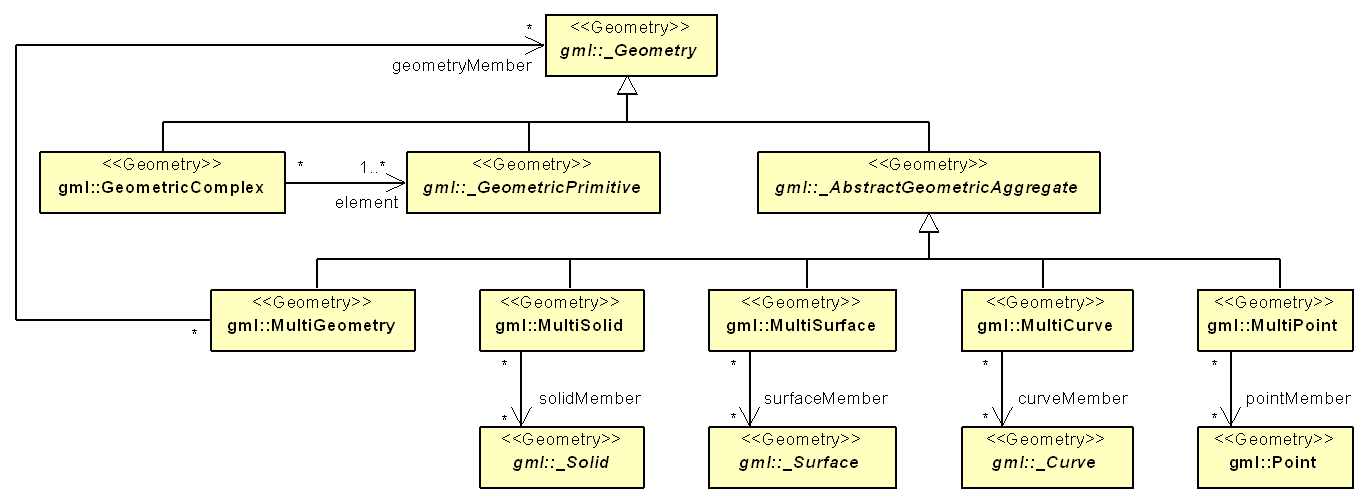 <<Geometry>>
gml::_Geometry
*
geometryMember
<<Geometry>>
gml::GeometricComplex
*
1..*
element
<<Geometry>>
gml::_GeometricPrimitive
<<Geometry>>
gml::_AbstractGeometricAggregate
*
<<Geometry>>
gml::MultiGeometry
<<Geometry>>
gml::MultiSolid
<<Geometry>>
gml::MultiSurface
<<Geometry>>
gml::MultiCurve
<<Geometry>>
gml::MultiPoint
*
solidMember
*
*
surfaceMember
*
*
curveMember
*
*
pointMember
*
<<Geometry>>
gml::_Solid
<<Geometry>>
gml::_Surface
<<Geometry>>
gml::_Curve
<<Geometry>>
gml::Point